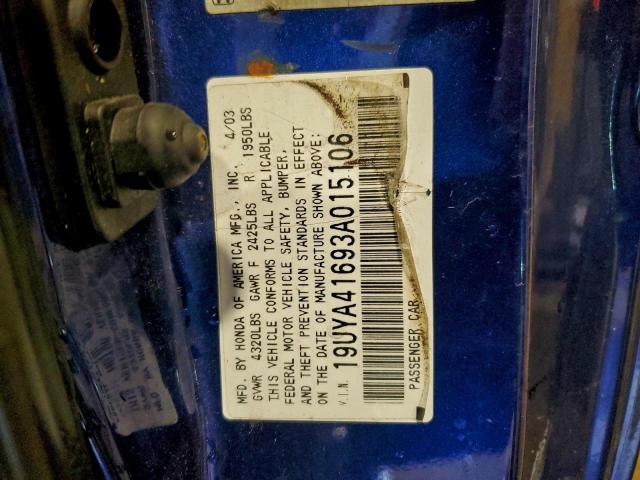 MFD. BY HONDA OF AMERICA MFG., INC. 4/03
GVWR 4320LBS GAWR F 2425LBS R 1950LBS
THIS VEHICLE CONFORMS TO ALL APPLICABLE
FEDERAL MOTOR VEHICLE SAFETY, BUMPER,
AND THEFT PREVENTION STANDARDS IN EFFECT
ON THE DATE OF MANUFACTURE SHOWN ABOVE:
V.I.N. 19UYA41693A015106
PASSENGER CAR